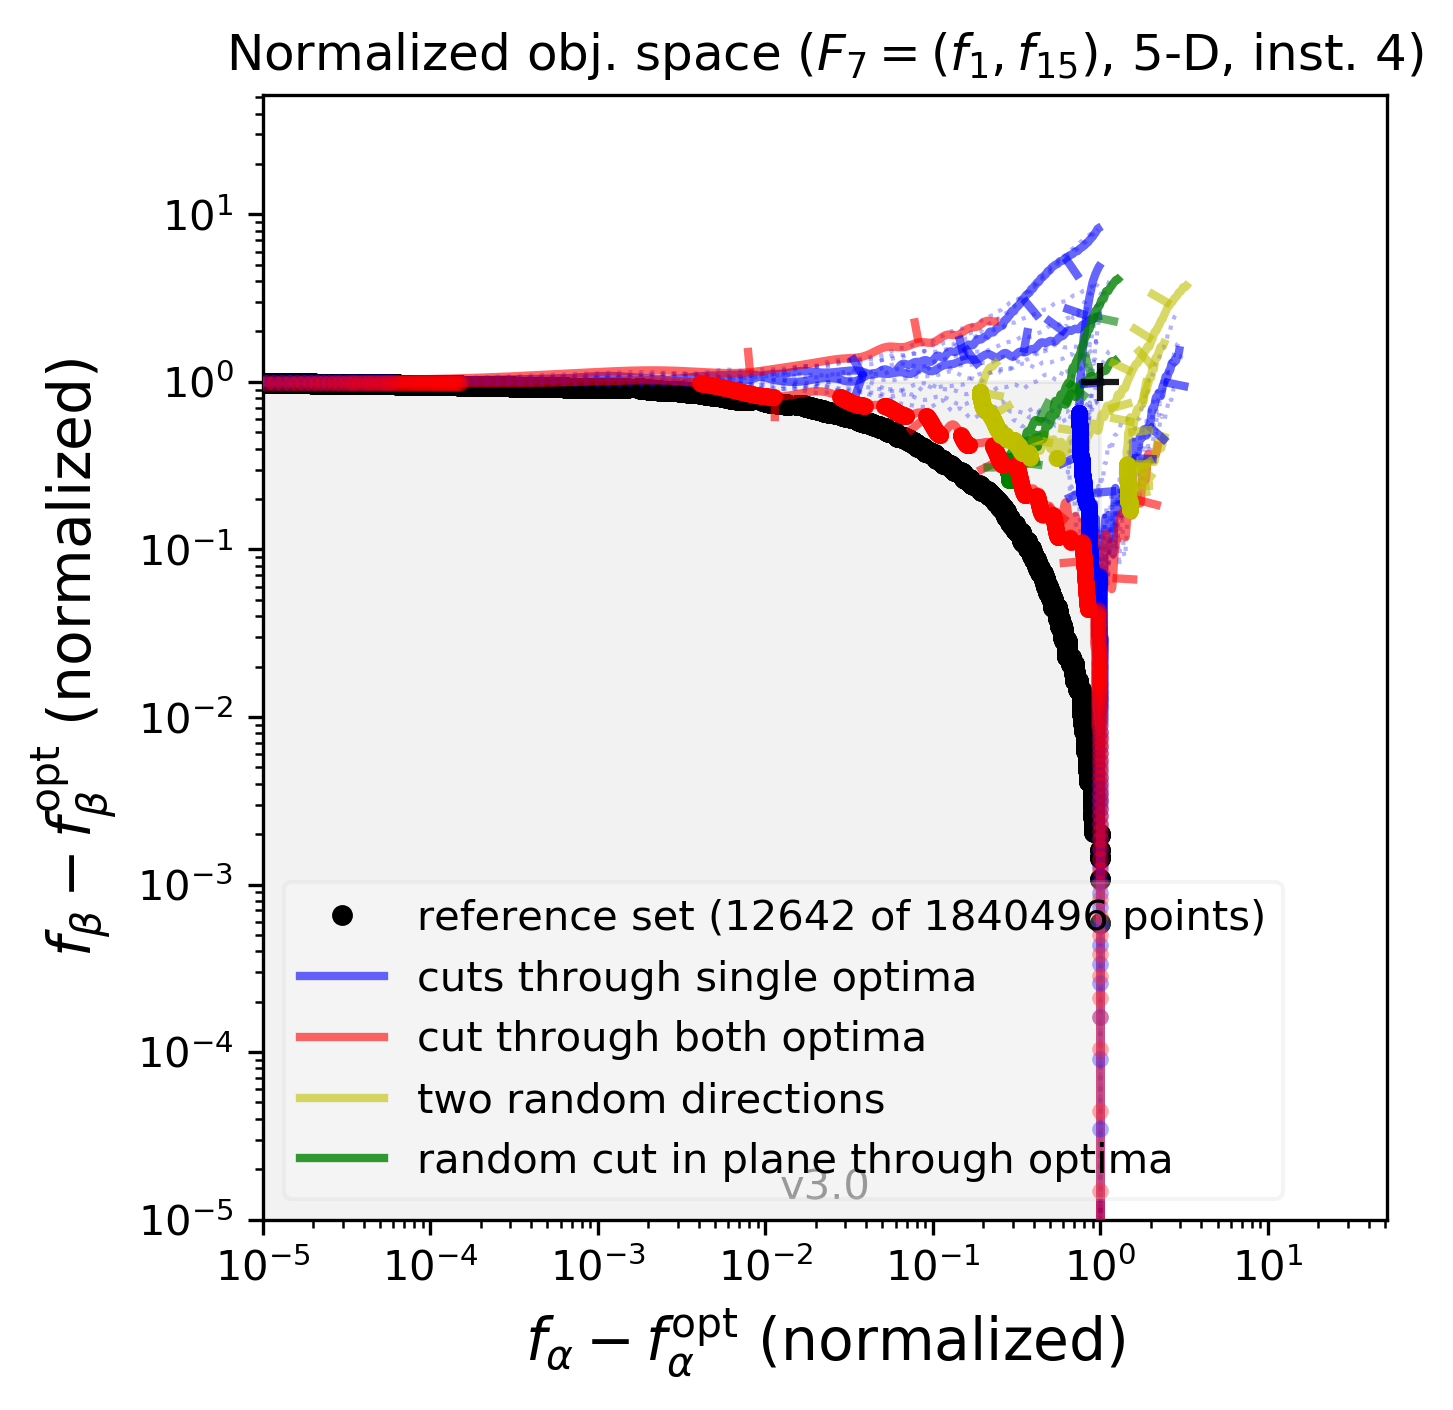 Normalized obj. space (F₇ = (f₁, f₁₅), 5-D, inst. 4)
f_β − f_β^opt (normalized)
10¹
10⁰
10⁻¹
10⁻²
10⁻³
10⁻⁴
10⁻⁵
reference set (12642 of 1840496 points)
cuts through single optima
cut through both optima
two random directions
random cut in plane through optima
v3.0
10⁻⁵ 10⁻⁴ 10⁻³ 10⁻² 10⁻¹ 10⁰ 10¹
f_α − f_α^opt (normalized)